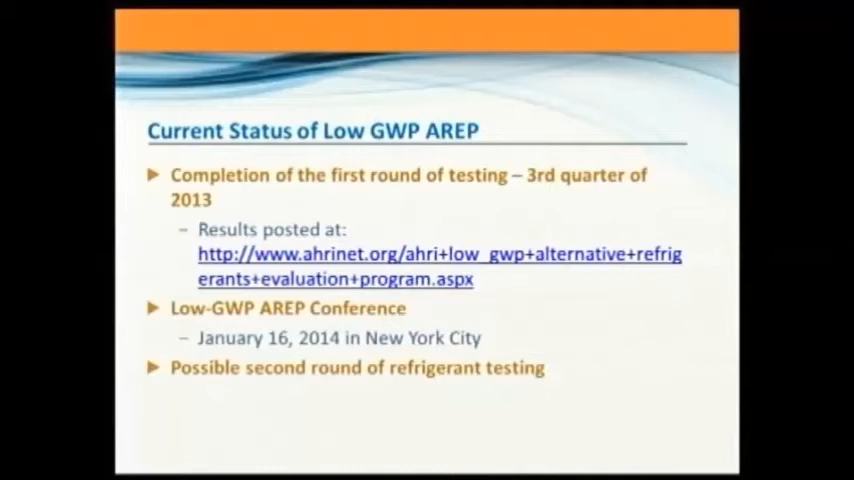 Current Status of Low GWP AREP
Completion of the first round of testing – 3rd quarter of
2013
– Results posted at:
http://www.ahrinet.org/ahri+low_gwp+alternative+refrig
erants+evaluation+program.aspx
Low-GWP AREP Conference
– January 16, 2014 in New York City
Possible second round of refrigerant testing